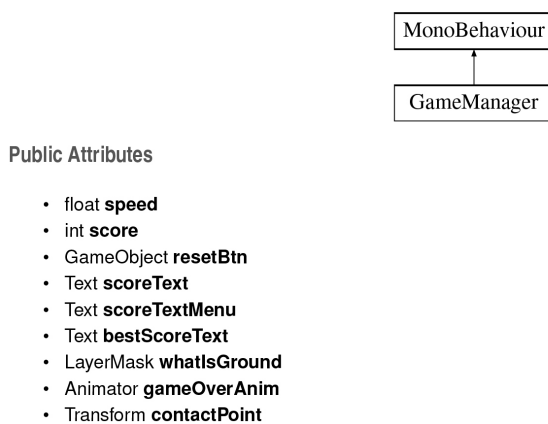 MonoBehaviour
GameManager
Public Attributes
• float speed
• int score
• GameObject resetBtn
• Text scoreText
• Text scoreTextMenu
• Text bestScoreText
• LayerMask whatIsGround
• Animator gameOverAnim
• Transform contactPoint